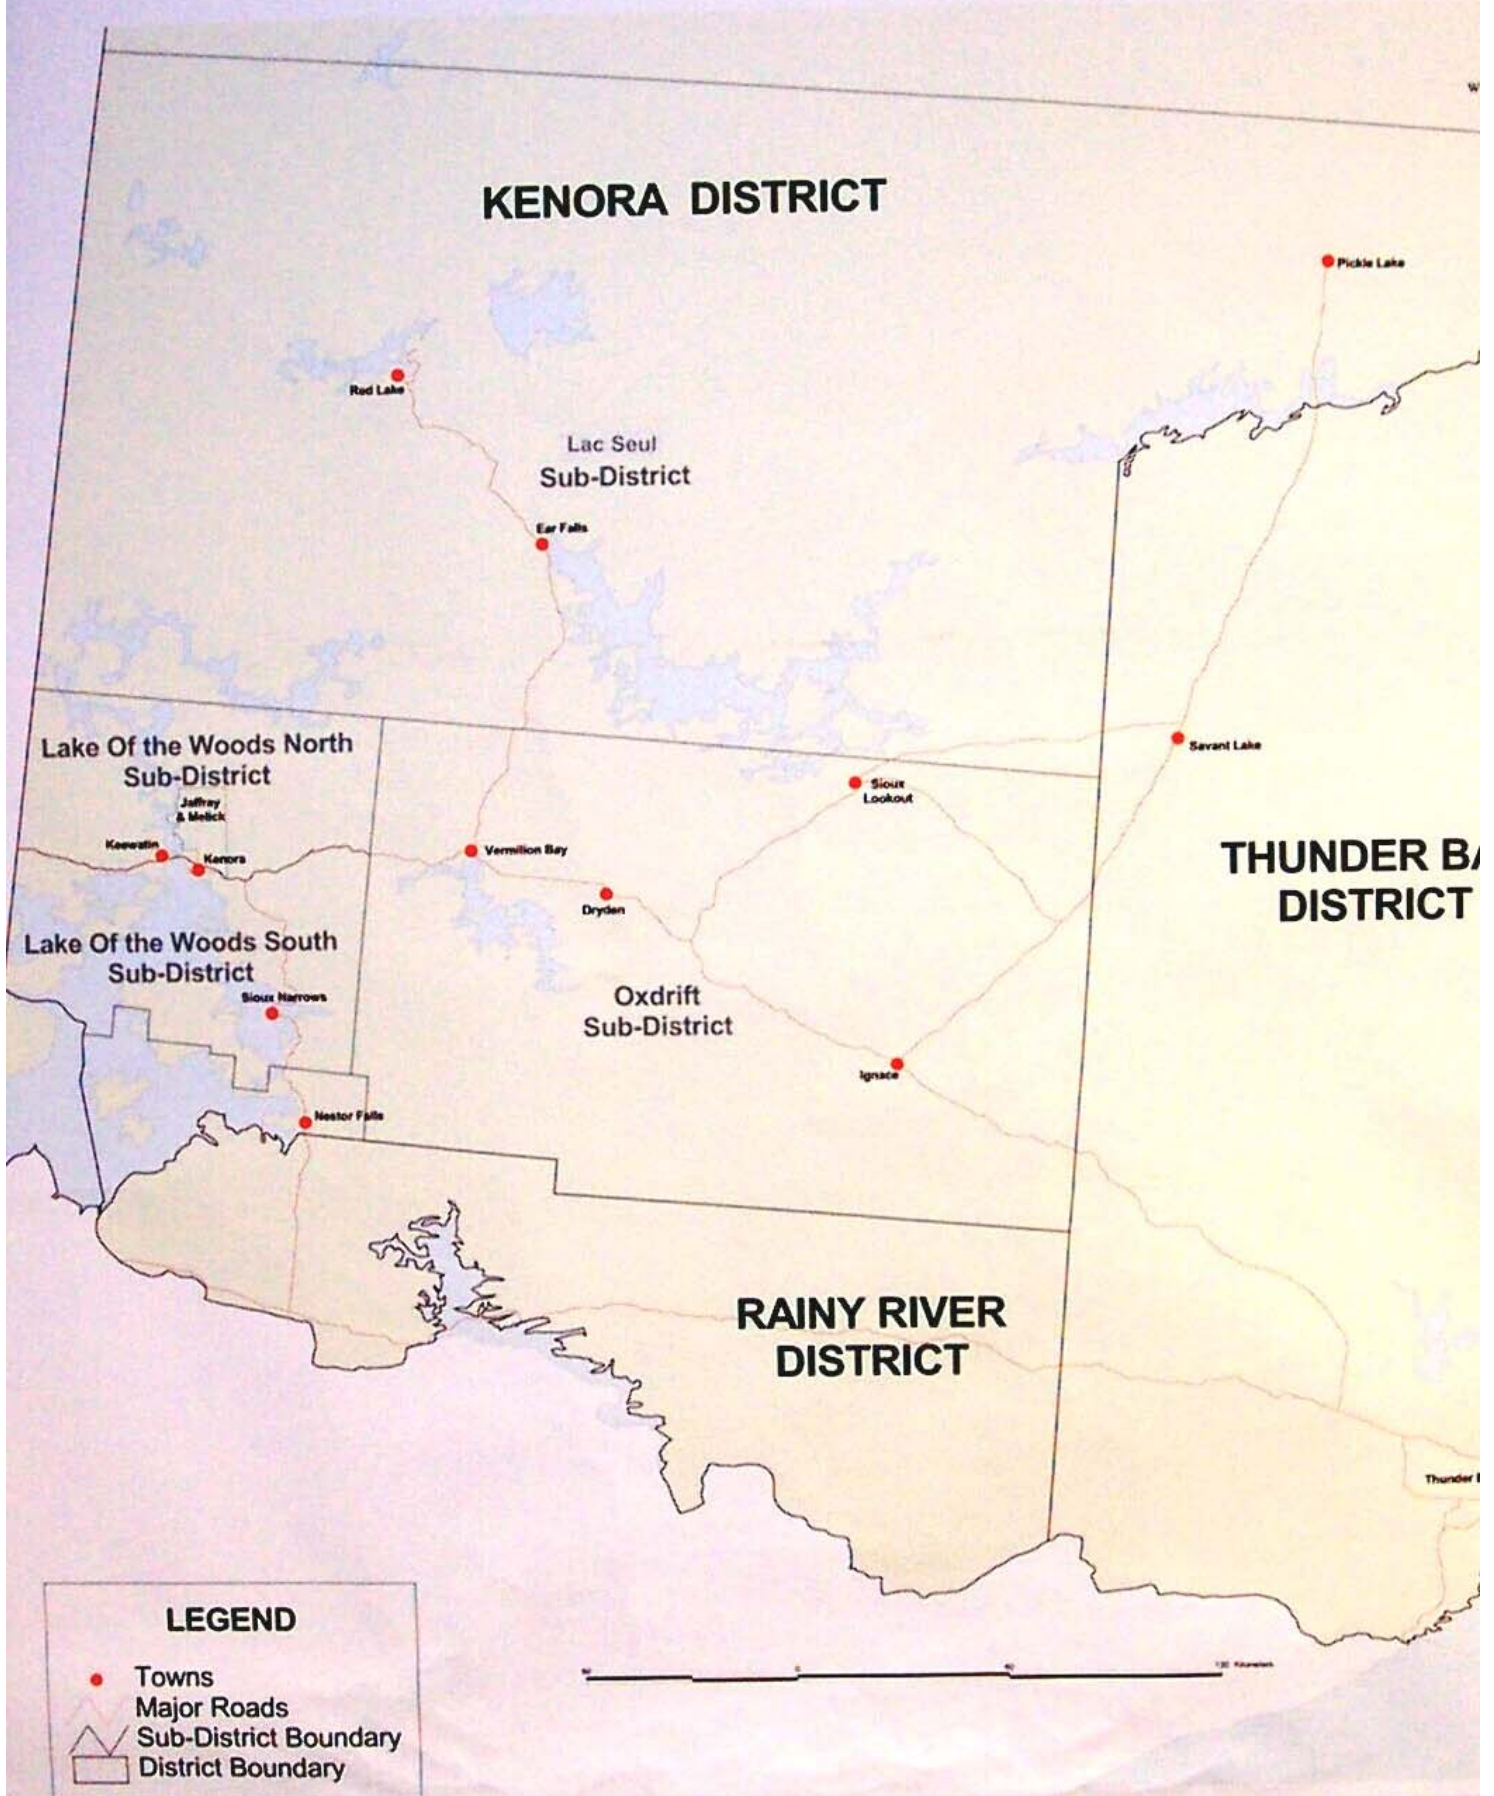 W
KENORA DISTRICT
Pickle Lake
Red Lake
Lac Seul
Sub-District
Ear Falls
Lake Of the Woods North
Sub-District
Jaffray
& Melick
Keewatin
Kenora
Savant Lake
Sioux
Lookout
Vermilion Bay
Dryden
THUNDER BA
DISTRICT
Lake Of the Woods South
Sub-District
Sioux Narrows
Oxdrift
Sub-District
Ignace
Nestor Falls
RAINY RIVER
DISTRICT
Thunder B
LEGEND
Towns
Major Roads
Sub-District Boundary
District Boundary
0
Kilometers